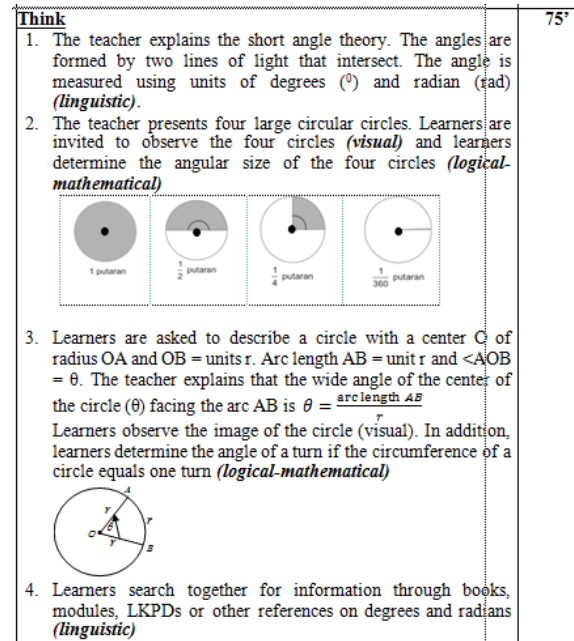 Think 75’
1. The teacher explains the short angle theory. The angles are
formed by two lines of light that intersect. The angle is
measured using units of degrees (⁰) and radian (rad)
(linguistic).
2. The teacher presents four large circular circles. Learners are
invited to observe the four circles (visual) and learners
determine the angular size of the four circles (logical-
mathematical)
1 putaran 1/2 putaran 1/4 putaran 1/360 putaran
3. Learners are asked to describe a circle with a center O of
radius OA and OB = units r. Arc length AB = unit r and <AOB
= θ. The teacher explains that the wide angle of the center of
the circle (θ) facing the arc AB is θ = arc length AB / r
Learners observe the image of the circle (visual). In addition,
learners determine the angle of a turn if the circumference of a
circle equals one turn (logical-mathematical)
A
r
θ r
O
r
B
4. Learners search together for information through books,
modules, LKPDs or other references on degrees and radians
(linguistic)